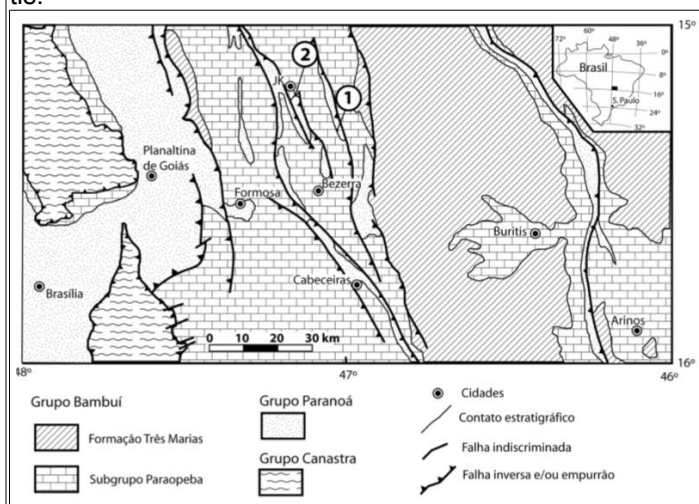 tio.
15°
72°
60°
48°
36°
0°
8°
16°
24°
32°
Brasil
S. Paulo
2
JK
1
Planaltina
de Goiás
Formosa
Bezerra
Buritis
Cabeceiras
Brasília
Arinos
0 10 20 30 km
48°
47°
46°
16°
Grupo Bambuí
Formação Três Marias
Subgrupo Paraopeba
Grupo Paranoá
Grupo Canastra
Cidades
Contato estratigráfico
Falha indiscriminada
Falha inversa e/ou empurrão